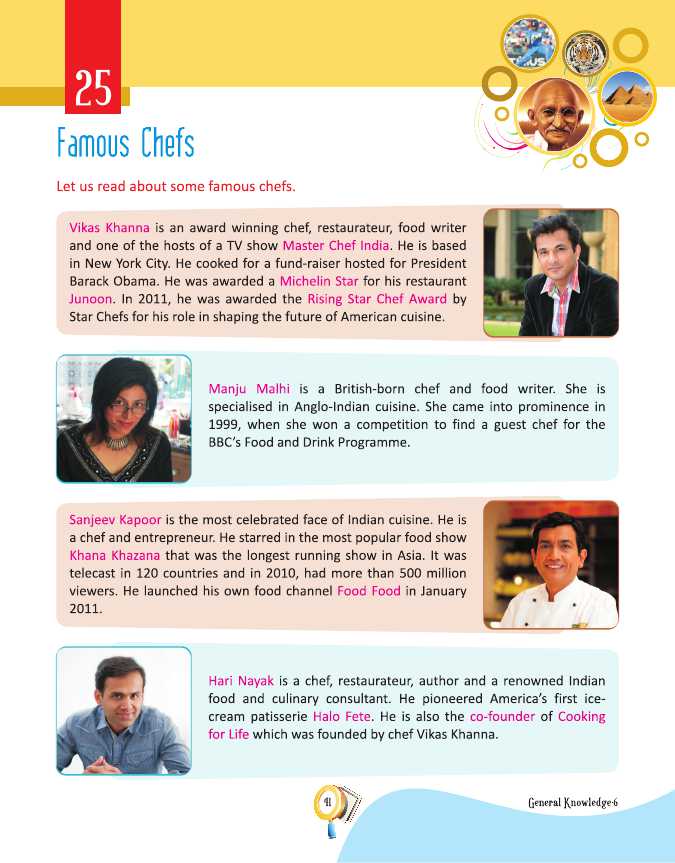 25
Famous Chefs
Let us read about some famous chefs.
Vikas Khanna is an award winning chef, restaurateur, food writer
and one of the hosts of a TV show Master Chef India. He is based
in New York City. He cooked for a fund-raiser hosted for President
Barack Obama. He was awarded a Michelin Star for his restaurant
Junoon. In 2011, he was awarded the Rising Star Chef Award by
Star Chefs for his role in shaping the future of American cuisine.
Manju Malhi is a British-born chef and food writer. She is
specialised in Anglo-Indian cuisine. She came into prominence in
1999, when she won a competition to find a guest chef for the
BBC's Food and Drink Programme.
Sanjeev Kapoor is the most celebrated face of Indian cuisine. He is
a chef and entrepreneur. He starred in the most popular food show
Khana Khazana that was the longest running show in Asia. It was
telecast in 120 countries and in 2010, had more than 500 million
viewers. He launched his own food channel Food Food in January
2011.
Hari Nayak is a chef, restaurateur, author and a renowned Indian
food and culinary consultant. He pioneered America's first ice-
cream patisserie Halo Fete. He is also the co-founder of Cooking
for Life which was founded by chef Vikas Khanna.
41
General Knowledge-6